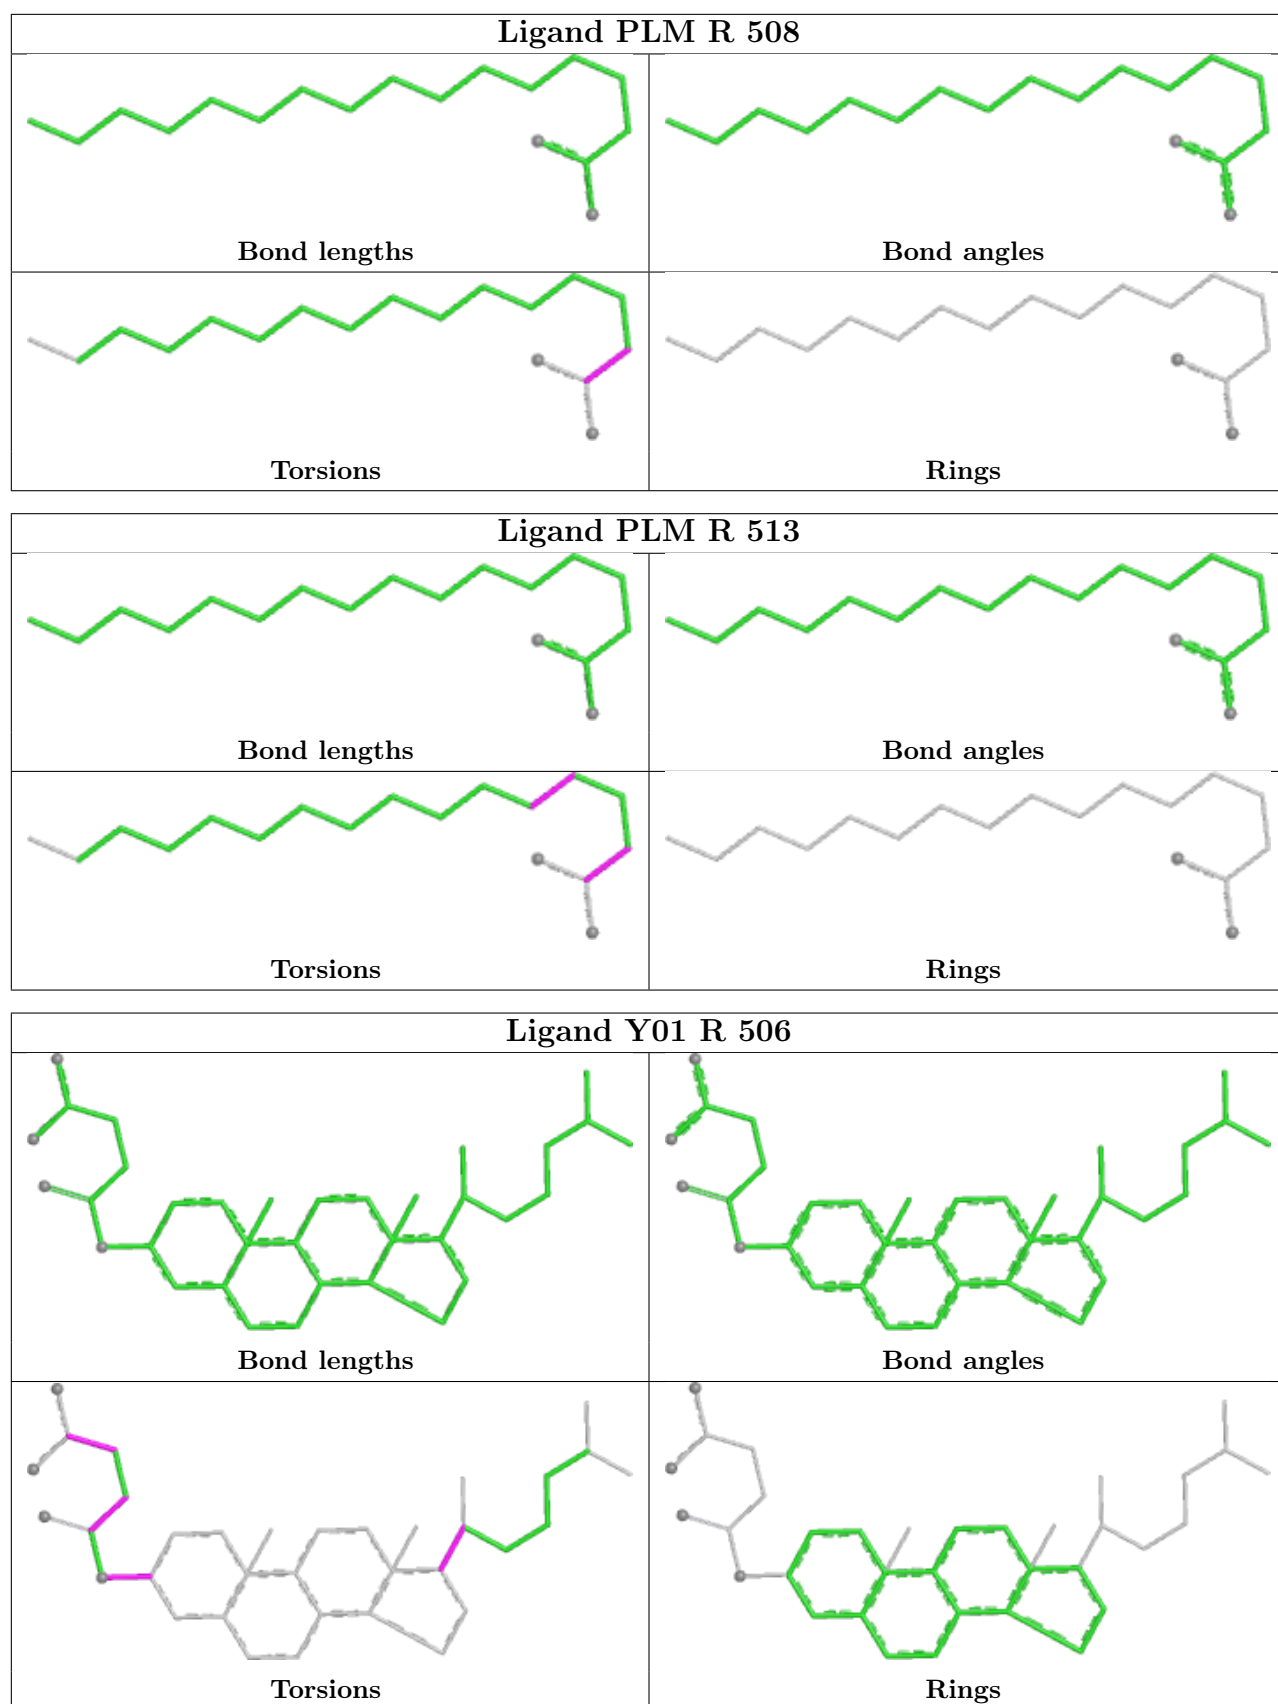 Ligand PLM R 508
Bond lengths
Bond angles
Torsions
Rings
Ligand PLM R 513
Bond lengths
Bond angles
Torsions
Rings
Ligand Y01 R 506
Bond lengths
Bond angles
Torsions
Rings